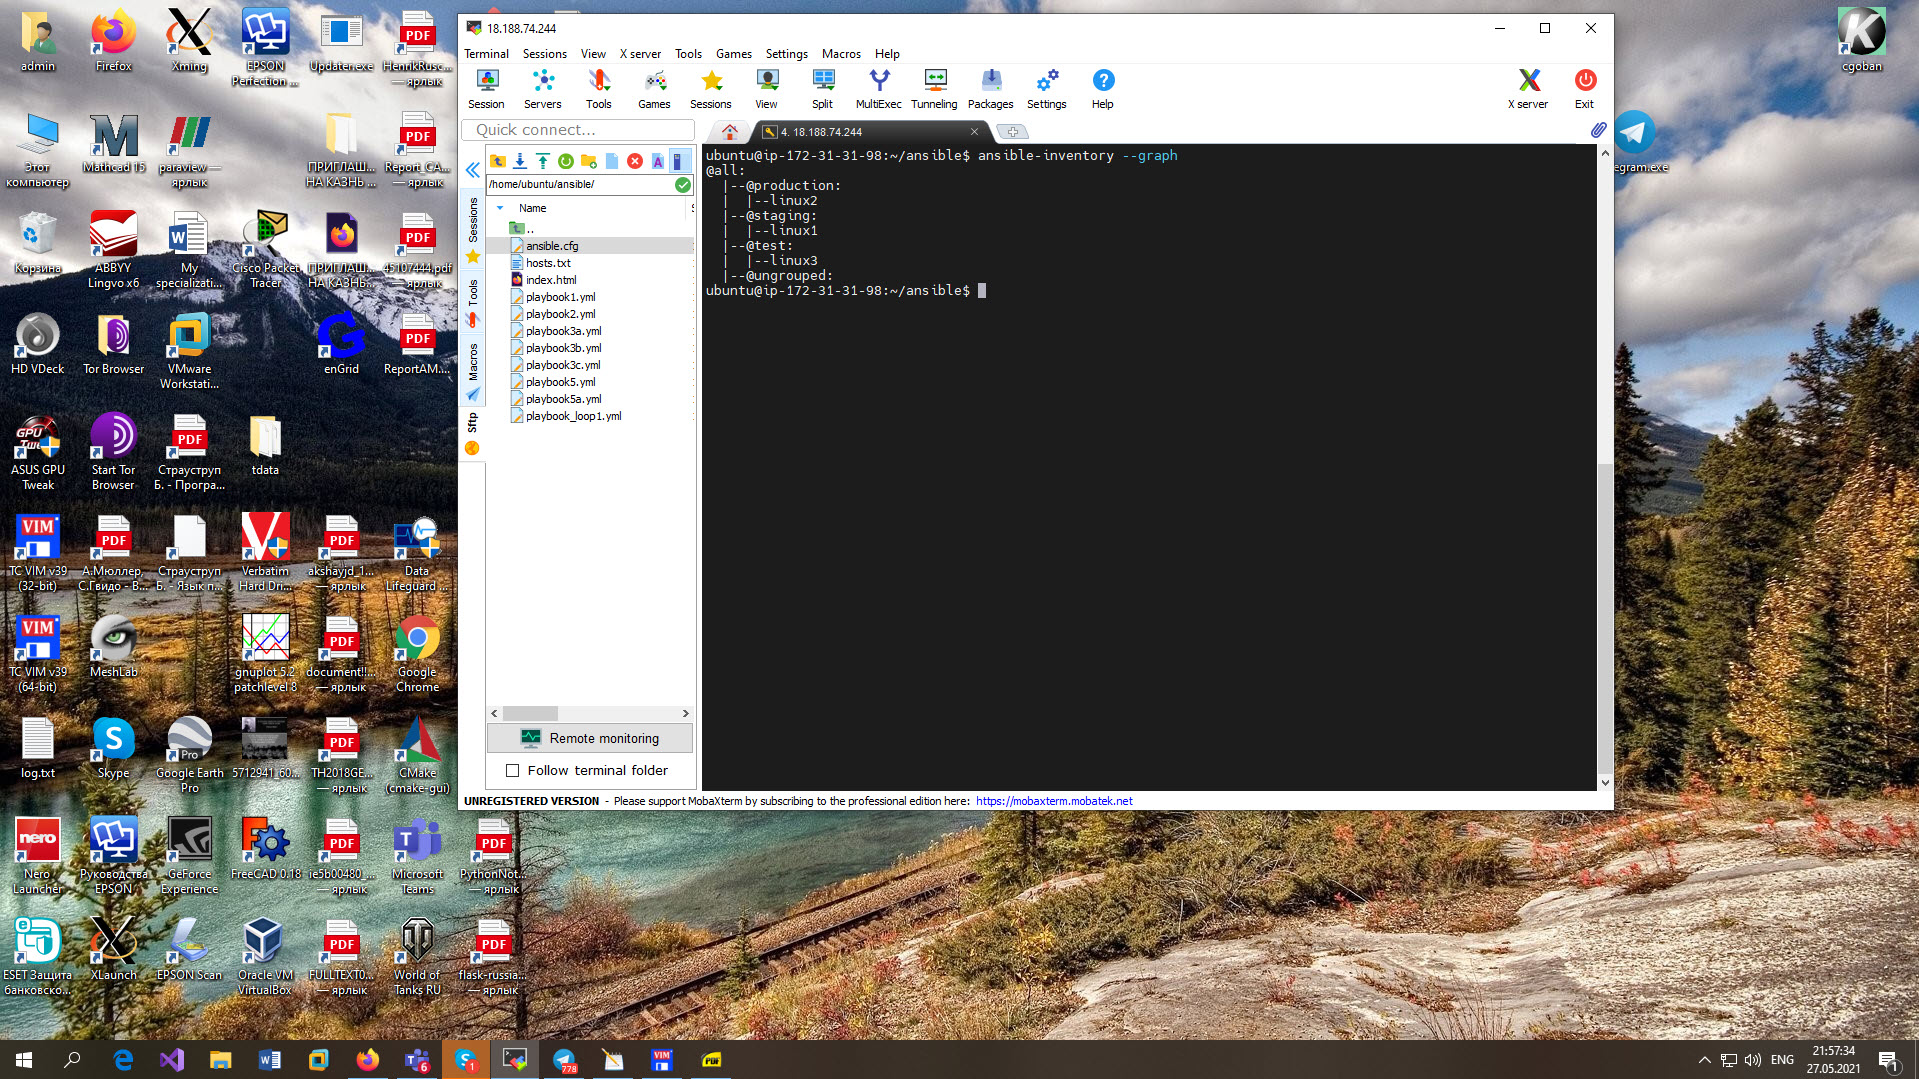 18.188.74.244
Terminal Sessions View X server Tools Games Settings Macros Help
Session Servers Tools Games Sessions View Split MultiExec Tunneling Packages Settings Help X server Exit
Quick connect...
4. 18.188.74.244
/home/ubuntu/ansible/
Name
..
ansible.cfg
hosts.txt
index.html
playbook1.yml
playbook2.yml
playbook3a.yml
playbook3b.yml
playbook3c.yml
playbook5.yml
playbook5a.yml
playbook_loop1.yml
Sessions
Tools
Macros
Sftp
Remote monitoring
Follow terminal folder
ubuntu@ip-172-31-31-98:~/ansible$ ansible-inventory --graph
@all:
|--@production:
| |--linux2
|--@staging:
| |--linux1
|--@test:
| |--linux3
|--@ungrouped:
ubuntu@ip-172-31-31-98:~/ansible$
UNREGISTERED VERSION - Please support MobaXterm by subscribing to the professional edition here: https://mobaxterm.mobatek.net
admin
Firefox
Xming
EPSON
Perfection ...
Updater.exe
HenrikRusc...
— ярлык
Этот
компьютер
Mathcad 15
paraview —
ярлык
ПРИГЛАШ...
НА КАЗНЬ ...
Report_CA...
— ярлык
Корзина
ABBYY
Lingvo x6
My
specializati...
Cisco Packet
Tracer
ПРИГЛАШ...
НА КАЗНЬ...
45107444.pdf
— ярлык
HD VDeck
Tor Browser
VMware
Workstati...
enGrid
ReportAM....
ASUS GPU
Tweak
Start Tor
Browser
Страуструп
Б. - Програ...
tdata
TC VIM v39
(32-bit)
А.Мюллер,
С.Гвидо - В...
Страуструп
Б. - Язык п...
Verbatim
Hard Dri...
akshayjd_1...
— ярлык
Data
Lifeguard ...
TC VIM v39
(64-bit)
MeshLab
gnuplot 5.2
patchlevel 8
document!!...
— ярлык
Google
Chrome
log.txt
Skype
Google Earth
Pro
5712941_60...
TH2018GE...
— ярлык
CMake
(cmake-gui)
Nero
Launcher
Руководства
EPSON
GeForce
Experience
FreeCAD 0.18
ie5b00480_...
— ярлык
Microsoft
Teams
PythonNot...
— ярлык
ESET Защита
банковско...
XLaunch
EPSON Scan
Oracle VM
VirtualBox
FULLTEXT0...
— ярлык
World of
Tanks RU
flask-russia...
— ярлык
cgoban
egram.exe
ENG
21:57:34
27.05.2021